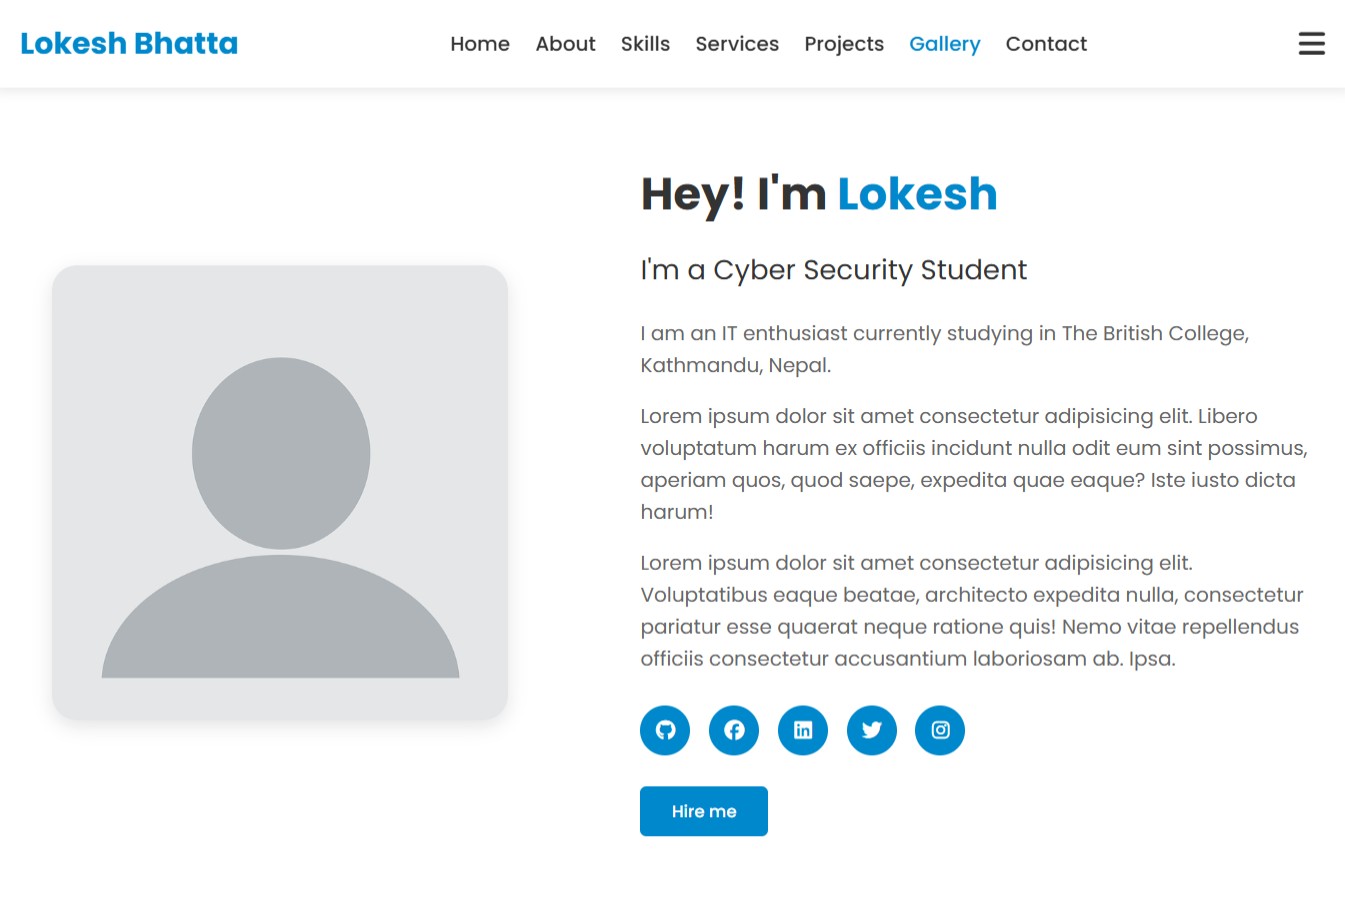 Lokesh Bhatta
Home About Skills Services Projects Gallery Contact
Hey! I'm Lokesh
I'm a Cyber Security Student
I am an IT enthusiast currently studying in The British College,
Kathmandu, Nepal.
Lorem ipsum dolor sit amet consectetur adipisicing elit. Libero
voluptatum harum ex officiis incidunt nulla odit eum sint possimus,
aperiam quos, quod saepe, expedita quae eaque? Iste iusto dicta
harum!
Lorem ipsum dolor sit amet consectetur adipisicing elit.
Voluptatibus eaque beatae, architecto expedita nulla, consectetur
pariatur esse quaerat neque ratione quis! Nemo vitae repellendus
officiis consectetur accusantium laboriosam ab. Ipsa.
Hire me